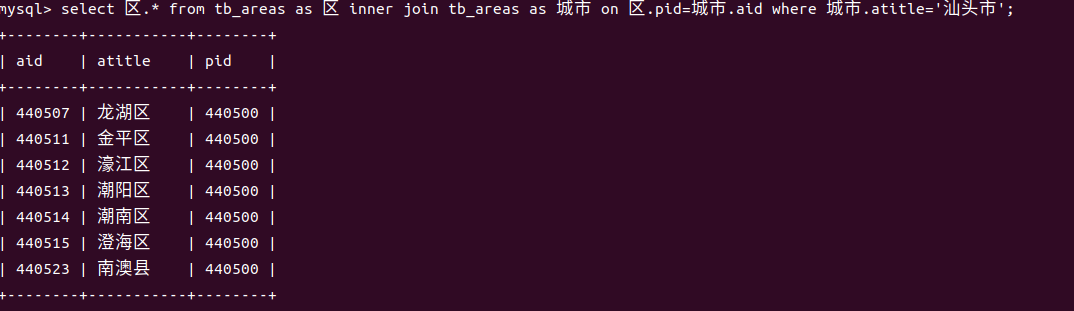 mysql> select 区.* from tb_areas as 区 inner join tb_areas as 城市 on 区.pid=城市.aid where 城市.atitle='汕头市';
+--------+-----------+--------+
| aid    | atitle    | pid    |
+--------+-----------+--------+
| 440507 | 龙湖区    | 440500 |
| 440511 | 金平区    | 440500 |
| 440512 | 濠江区    | 440500 |
| 440513 | 潮阳区    | 440500 |
| 440514 | 潮南区    | 440500 |
| 440515 | 澄海区    | 440500 |
| 440523 | 南澳县    | 440500 |
+--------+-----------+--------+